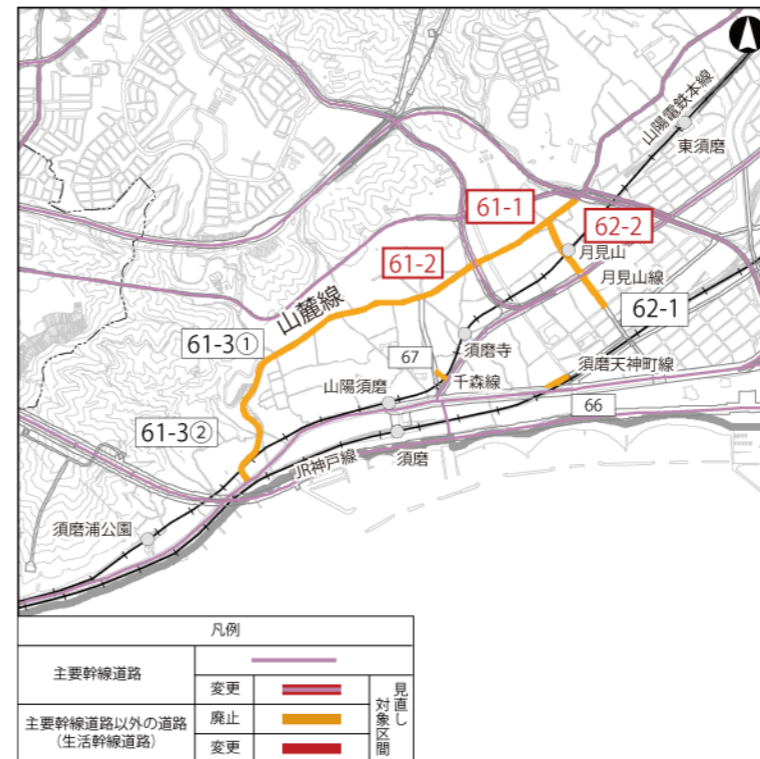 山陽電鉄本線
東須磨
61-1
62-2
月見山
61-2
月見山線
山麓線
62-1
61-3①
67
須磨寺
須磨天神町線
山陽須磨
千森線
66
61-3②
JR神戸線
須磨
須磨浦公園
凡例
主要幹線道路
変更
主要幹線道路以外の道路
(生活幹線道路)
廃止
変更
見直し
対象区間